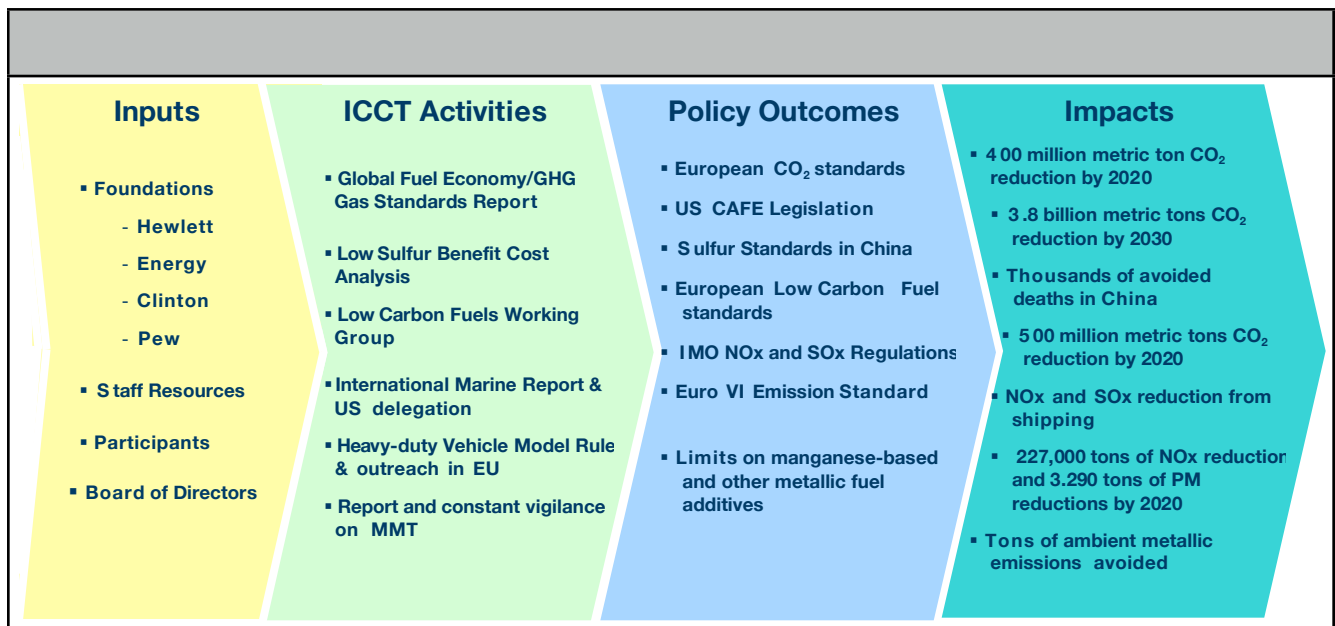 Inputs
▪ Foundations
- Hewlett
- Energy
- Clinton
- Pew
▪ Staff Resources
▪ Participants
▪ Board of Directors
ICCT Activities
▪ Global Fuel Economy/GHG
Gas Standards Report
▪ Low Sulfur Benefit Cost
Analysis
▪ Low Carbon Fuels Working
Group
▪ International Marine Report &
US delegation
▪ Heavy-duty Vehicle Model Rule
& outreach in EU
▪ Report and constant vigilance
on MMT
Policy Outcomes
▪ European CO₂ standards
▪ US CAFE Legislation
▪ Sulfur Standards in China
▪ European Low Carbon Fuel
standards
▪ IMO NOx and SOx Regulations
▪ Euro VI Emission Standard
▪ Limits on manganese-based
and other metallic fuel
additives
Impacts
▪ 400 million metric ton CO₂
reduction by 2020
▪ 3.8 billion metric tons CO₂
reduction by 2030
▪ Thousands of avoided
deaths in China
▪ 500 million metric tons CO₂
reduction by 2020
▪ NOx and SOx reduction from
shipping
▪ 227,000 tons of NOx reduction
and 3.290 tons of PM
reductions by 2020
▪ Tons of ambient metallic
emissions avoided